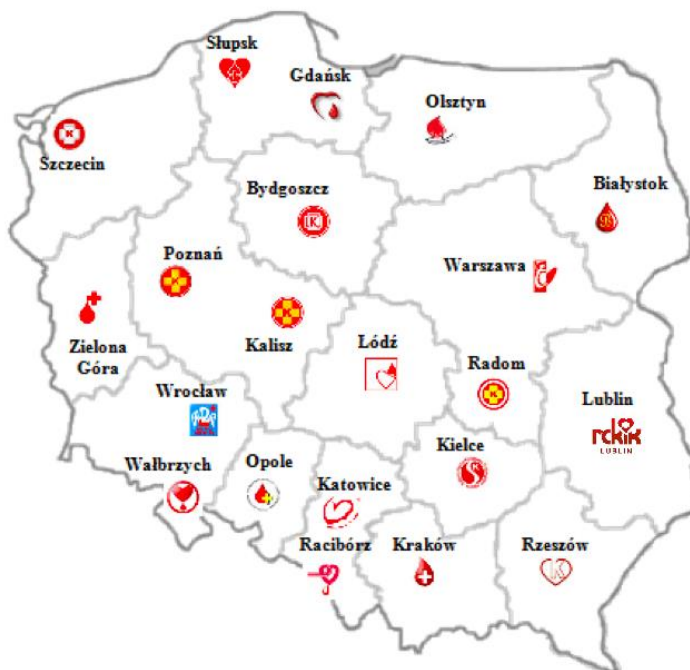 Słupsk
Gdańsk
Olsztyn
K
Szczecin
Bydgoszcz
K
Białystok
Poznań
K
Warszawa
K
Kalisz
Zielona
Góra
Łódź
Radom
K
Wrocław
Lublin
rckik
LUBLIN
Kielce
Wałbrzych
Opole
Katowice
Racibórz
Kraków
Rzeszów
K